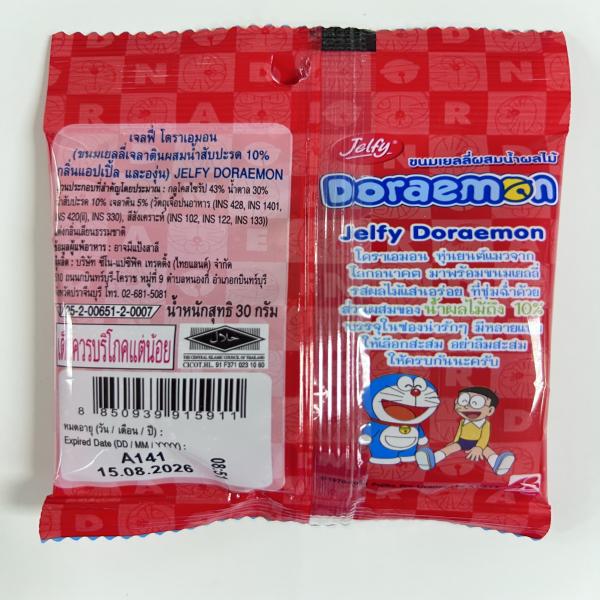 เจลฟี่ โดราเอมอน
(ขนมเยลลี่เจลาตินผสมน้ำสับปะรด 10%
กลิ่นแอปเปิ้ล และองุ่น) JELFY DORAEMON
ส่วนประกอบที่สำคัญโดยประมาณ : กลูโคสไซรัป 43% น้ำตาล 30%
น้ำสับปะรด 10% เจลาติน 5% (วัตถุเจือปนอาหาร (INS 428, INS 1401,
INS 420(ii), INS 330), สีสังเคราะห์ (INS 102, INS 122, INS 133))
แต่งกลิ่นเลียนธรรมชาติ
ข้อมูลผู้แพ้อาหาร : อาจมีแป้งสาลี
ผลิต : บริษัท ซีโน-แปซิฟิค เทรดดิ้ง (ไทยแลนด์) จำกัด
ถนนกบินทร์บุรี-โคราช หมู่ที่ 9 ตำบลหนองกี่ อำเภอกบินทร์บุรี
จังหวัดปราจีนบุรี โทร. 02-681-5081
25-2-00651-2-0007 น้ำหนักสุทธิ 30 กรัม
เด็กควรบริโภคแต่น้อย
حلال
THE CENTRAL ISLAMIC COUNCIL OF THAILAND
CICOT.HL. 91 F371 023 10 60
8 850939 915911
หมดอายุ (วัน / เดือน / ปี) :
Expired Date (DD / MM / YYYY) :
A141
15.08.2026
Jelfy
ขนมเยลลี่ผสมน้ำผลไม้
Doraemon
Jelfy Doraemon
โดราเอมอน หุ่นยนต์แมวจาก
โลกอนาคต มาพร้อมขนมเยลลี่
รสผลไม้แสนอร่อย ที่ชุ่มฉ่ำด้วย
ส่วนผสมของ น้ำผลไม้ถึง 10%
บรรจุในซองน่ารักๆ มีหลายแบบ
ให้เลือกสะสม อย่าลืมสะสม
ให้ครบกันนะครับ